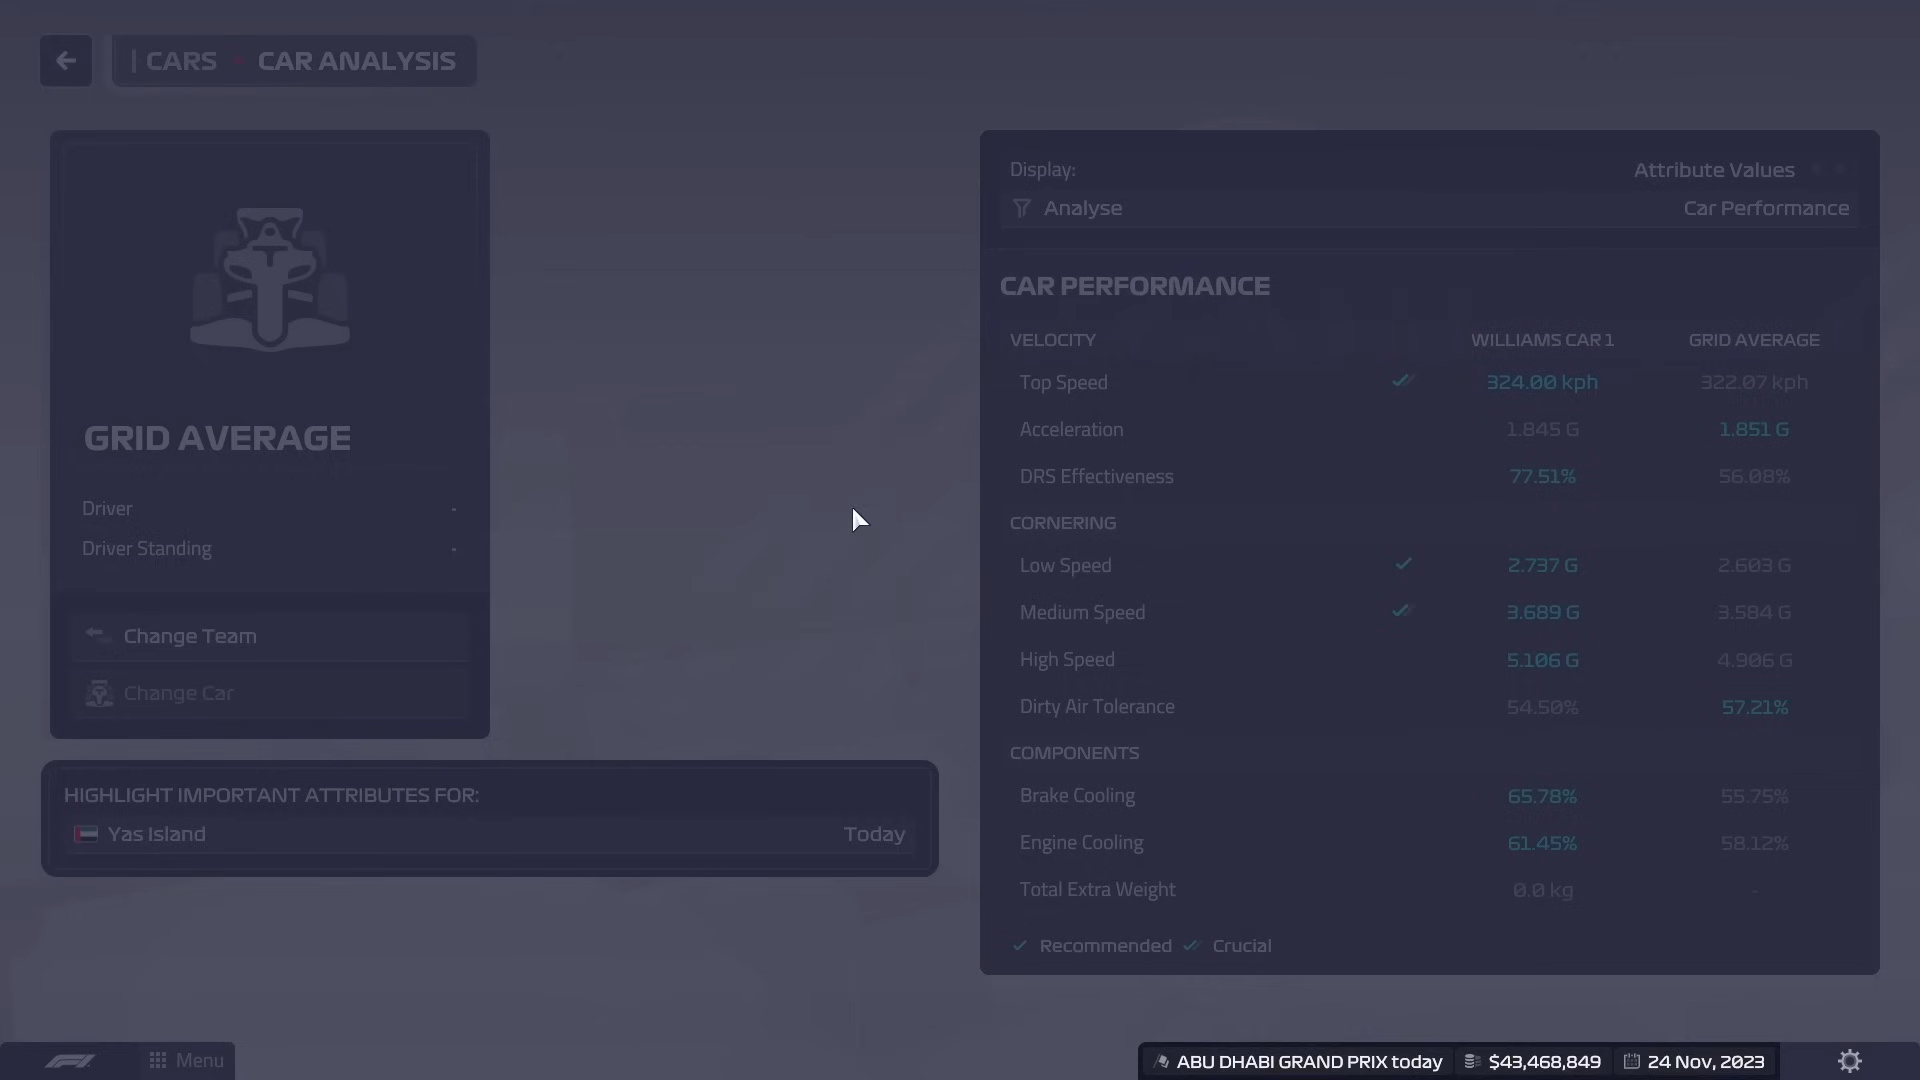 CARS CAR ANALYSIS
GRID AVERAGE
Driver -
Driver Standing -
Change Team
Change Car
HIGHLIGHT IMPORTANT ATTRIBUTES FOR:
Yas Island Today
Display: Attribute Values
Analyse Car Performance
CAR PERFORMANCE
VELOCITY WILLIAMS CAR 1 GRID AVERAGE
Top Speed 324.00 kph 322.07 kph
Acceleration 1.845 G 1.851 G
DRS Effectiveness 77.51% 56.08%
CORNERING
Low Speed 2.737 G 2.603 G
Medium Speed 3.689 G 3.584 G
High Speed 5.106 G 4.906 G
Dirty Air Tolerance 54.50% 57.21%
COMPONENTS
Brake Cooling 65.78% 55.75%
Engine Cooling 61.45% 58.12%
Total Extra Weight 0.0 kg -
Recommended Crucial
F1 Menu
ABU DHABI GRAND PRIX today $43,468,849 24 Nov, 2023